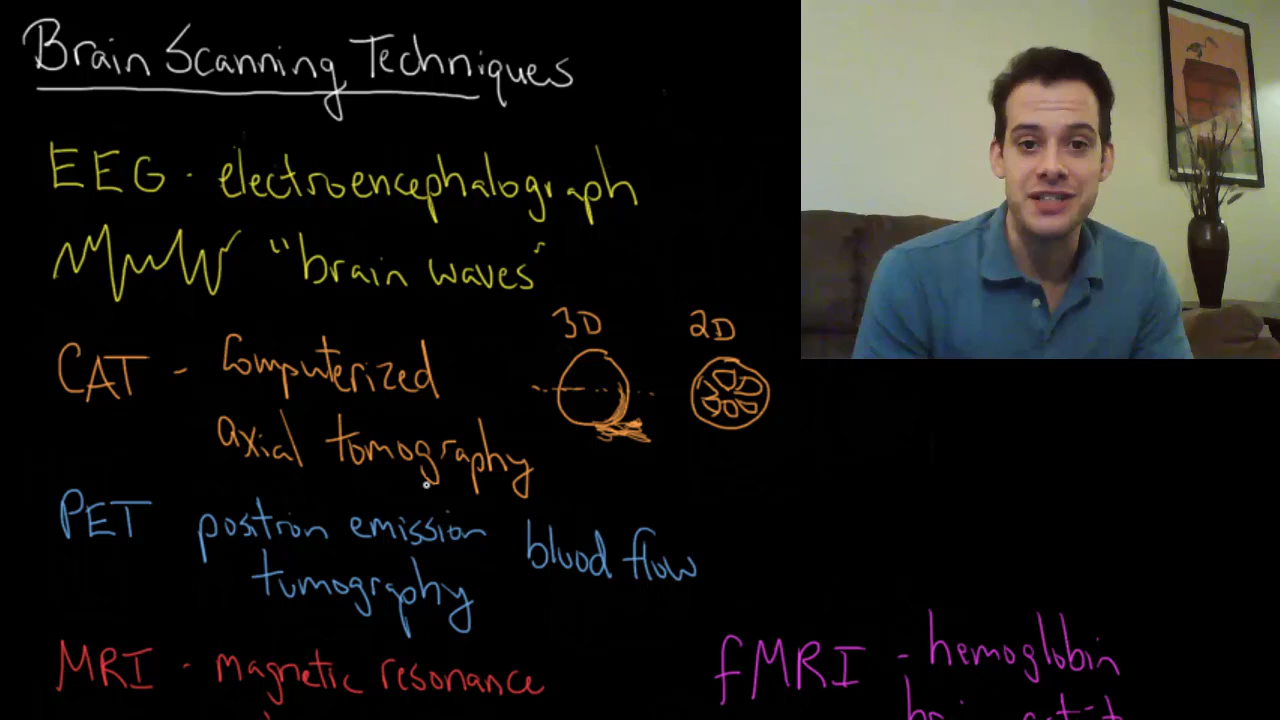 Brain Scanning Techniques
EEG - electroencephalograph
"brain waves"
3D 2D
CAT - Computerized
axial tomography
PET positron emission blood flow
tomography
MRI - magnetic resonance
fMRI - hemoglobin